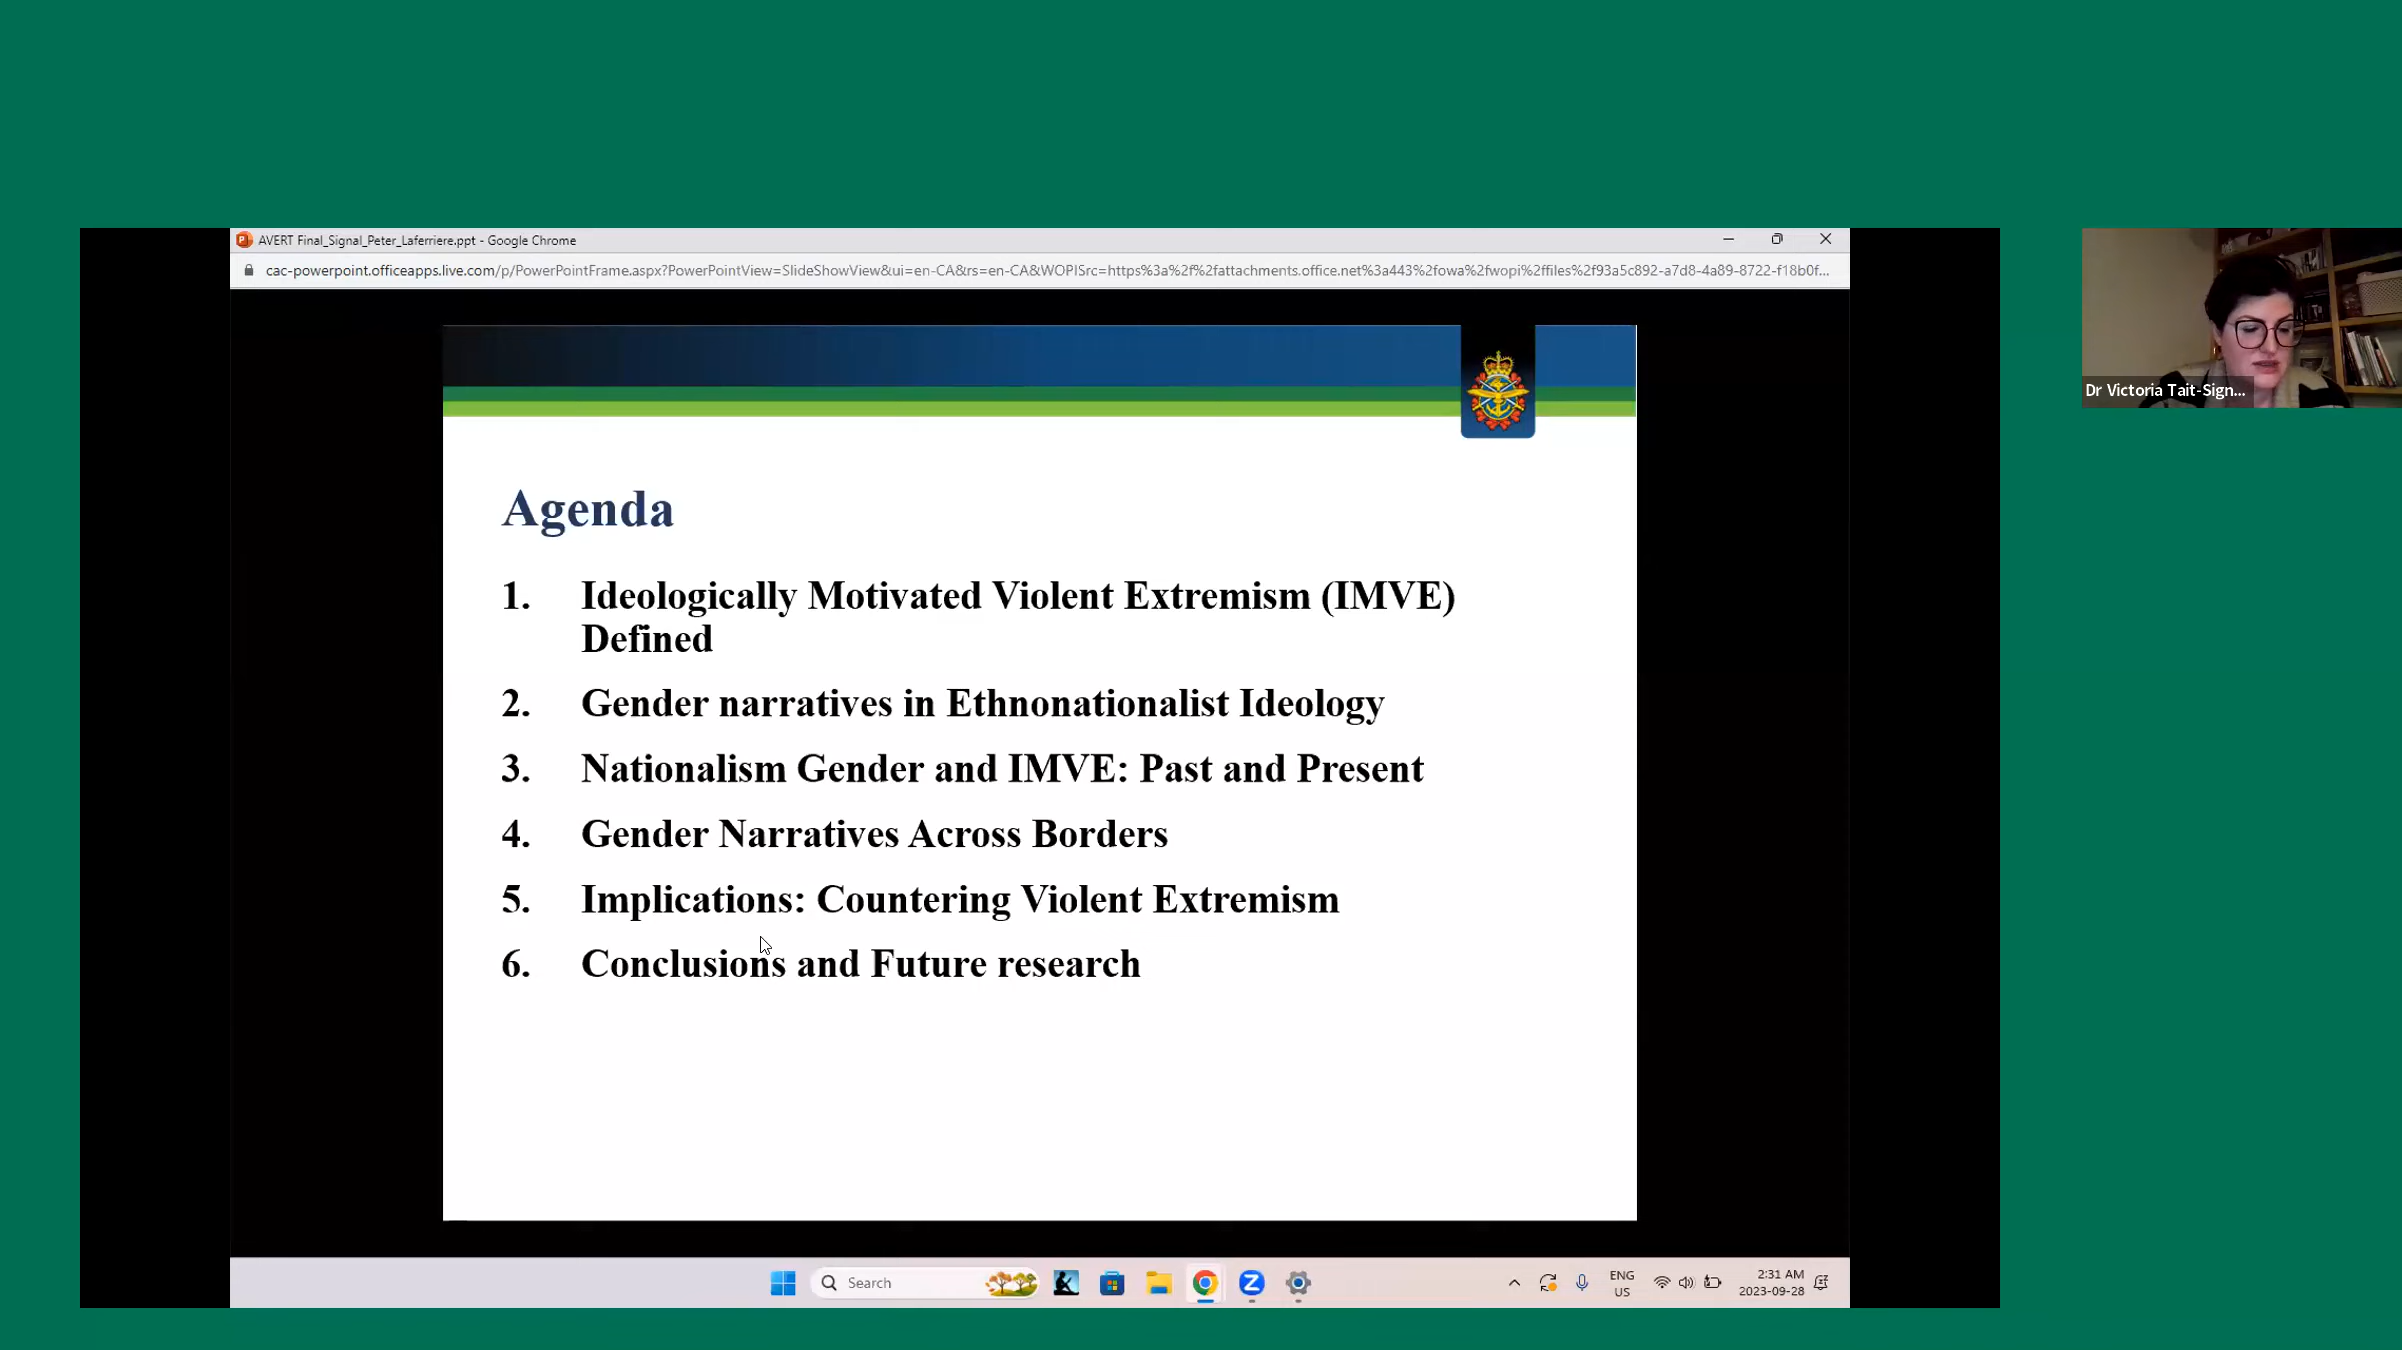 AVERT Final_Signal_Peter_Laferriere.ppt - Google Chrome
cac-powerpoint.officeapps.live.com/p/PowerPointFrame.aspx?PowerPointView=SlideShowView&ui=en-CA&rs=en-CA&WOPISrc=https%3a%2f%2fattachments.office.net%3a443%2fowa%2fwopi%2ffiles%2f93a5c892-a7d8-4a89-8722-f18b0f...
Dr Victoria Tait-Sign...
Agenda
1. Ideologically Motivated Violent Extremism (IMVE)
Defined
2. Gender narratives in Ethnonationalist Ideology
3. Nationalism Gender and IMVE: Past and Present
4. Gender Narratives Across Borders
5. Implications: Countering Violent Extremism
6. Conclusions and Future research
Search
ENG
US
2:31 AM
2023-09-28